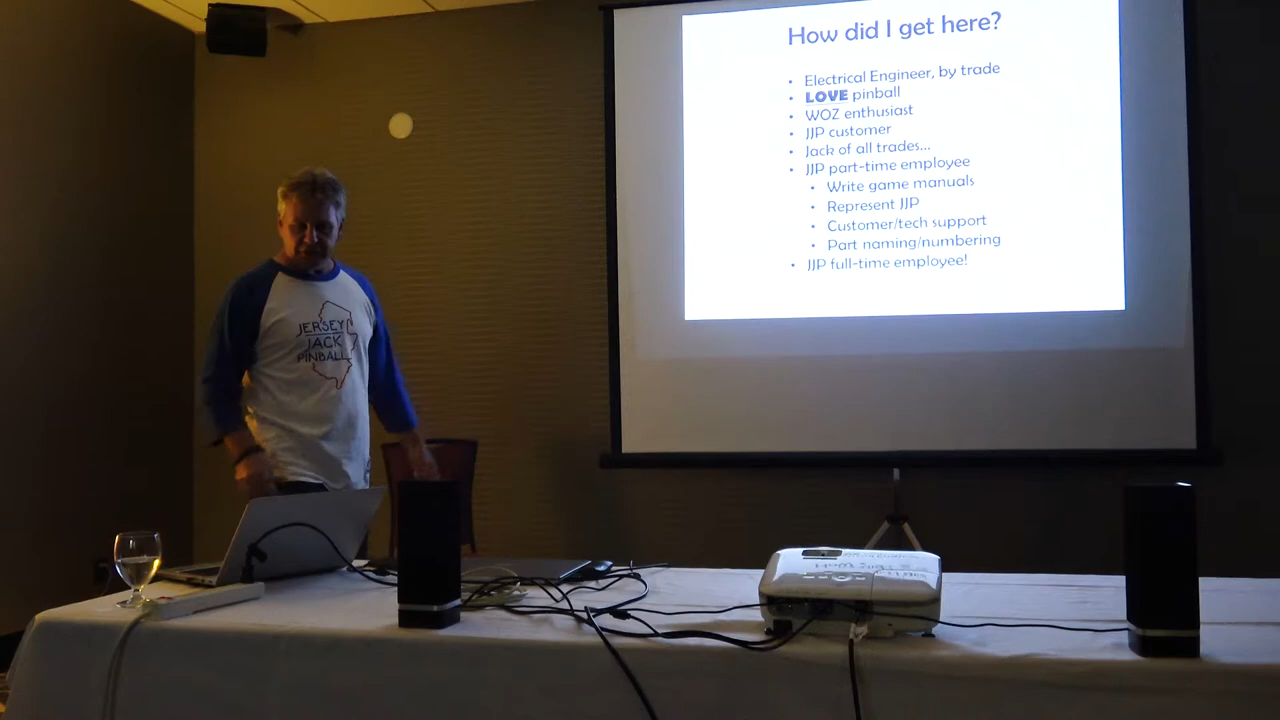 How did I get here?
• Electrical Engineer, by trade
• LOVE pinball
• WOZ enthusiast
• JJP customer
• Jack of all trades...
• JJP part-time employee
• Write game manuals
• Represent JJP
• Customer/tech support
• Part naming/numbering
• JJP full-time employee!
JERSEY
JACK
PINBALL